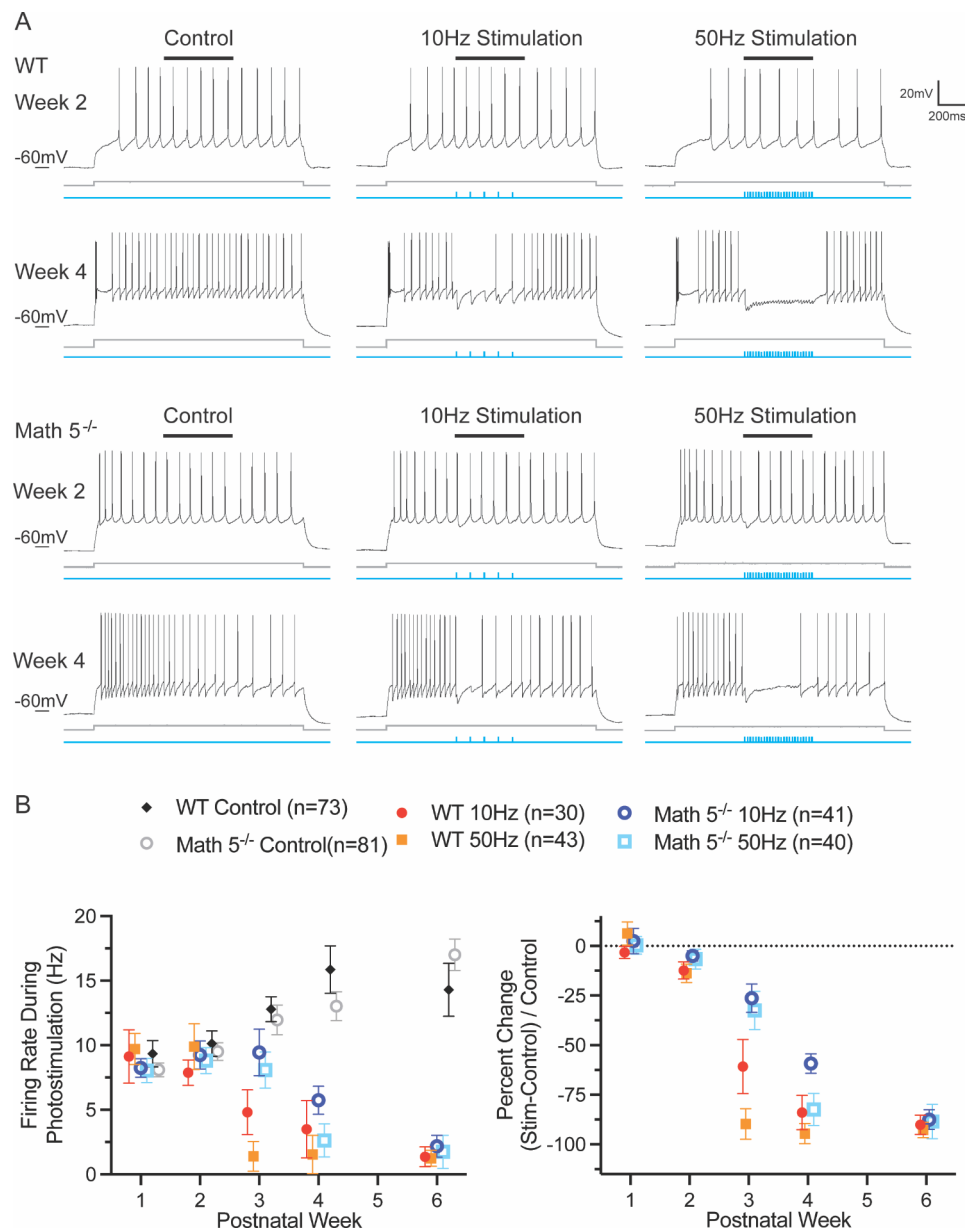 A
Control 10Hz Stimulation 50Hz Stimulation
WT
Week 2
20mV
200ms
-60mV
Week 4
-60mV
Control 10Hz Stimulation 50Hz Stimulation
Math 5-/-
Week 2
-60mV
Week 4
-60mV
B
WT Control (n=73) WT 10Hz (n=30) Math 5-/- 10Hz (n=41)
Math 5-/- Control(n=81) WT 50Hz (n=43) Math 5-/- 50Hz (n=40)
Firing Rate During
Photostimulation (Hz)
20
15
10
5
0
1 2 3 4 5 6
Postnatal Week
Percent Change
(Stim-Control) / Control
0
-25
-50
-75
-100
1 2 3 4 5 6
Postnatal Week